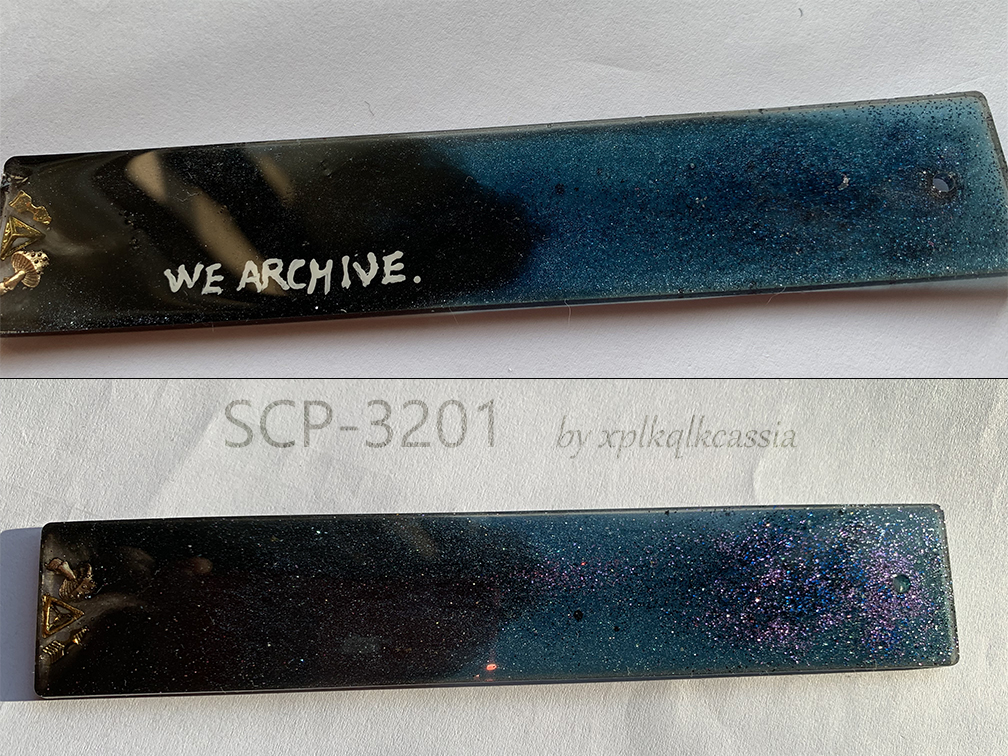 WE ARCHIVE.
SCP-3201 by xplkqlkcassia